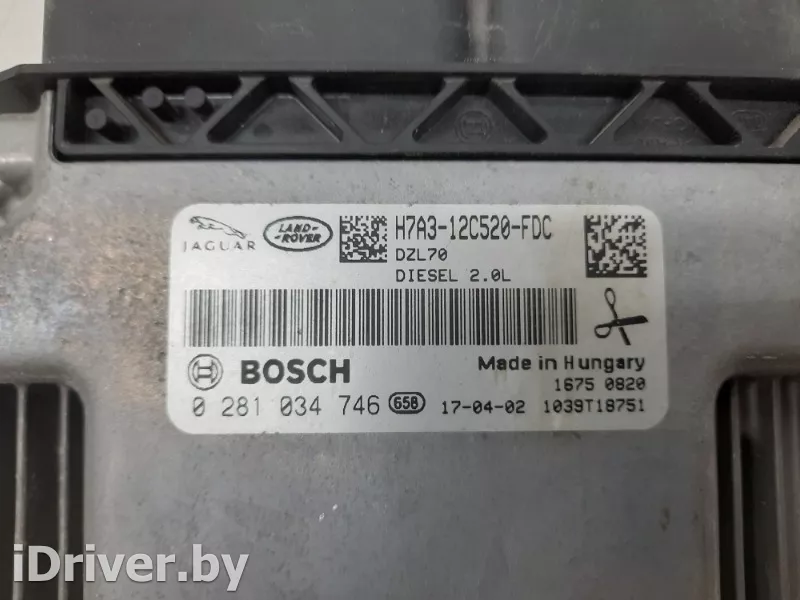 JAGUAR
LAND-
ROVER
H7A3-12C520-FDC
DZL70
DIESEL 2.0L
BOSCH
Made in Hungary
1675 0820
0 281 034 746 658 17-04-02 1039T18751
iDriver.by